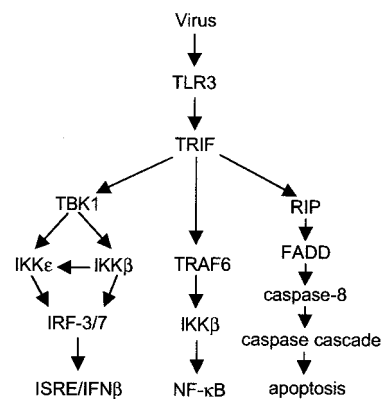 Virus
TLR3
TRIF
TBK1
RIP
IKKε IKKβ TRAF6 FADD
caspase-8
IRF-3/7 IKKβ caspase cascade
ISRE/IFNβ NF-κB apoptosis